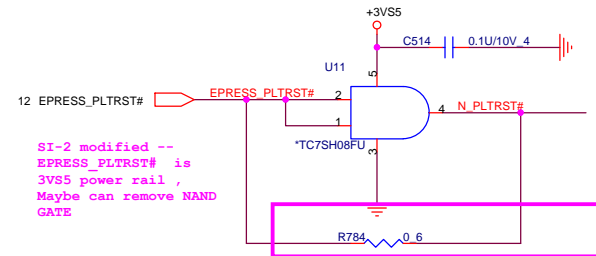 +3VS5
C514
0.1U/10V_4
U11
5
12 EPRESS_PLTRST#
EPRESS_PLTRST#
2
1
4
N_PLTRST#
*TC7SH08FU
3
SI-2 modified --
EPRESS_PLTRST# is
3VS5 power rail ,
Maybe can remove NAND
GATE
R784
0_6